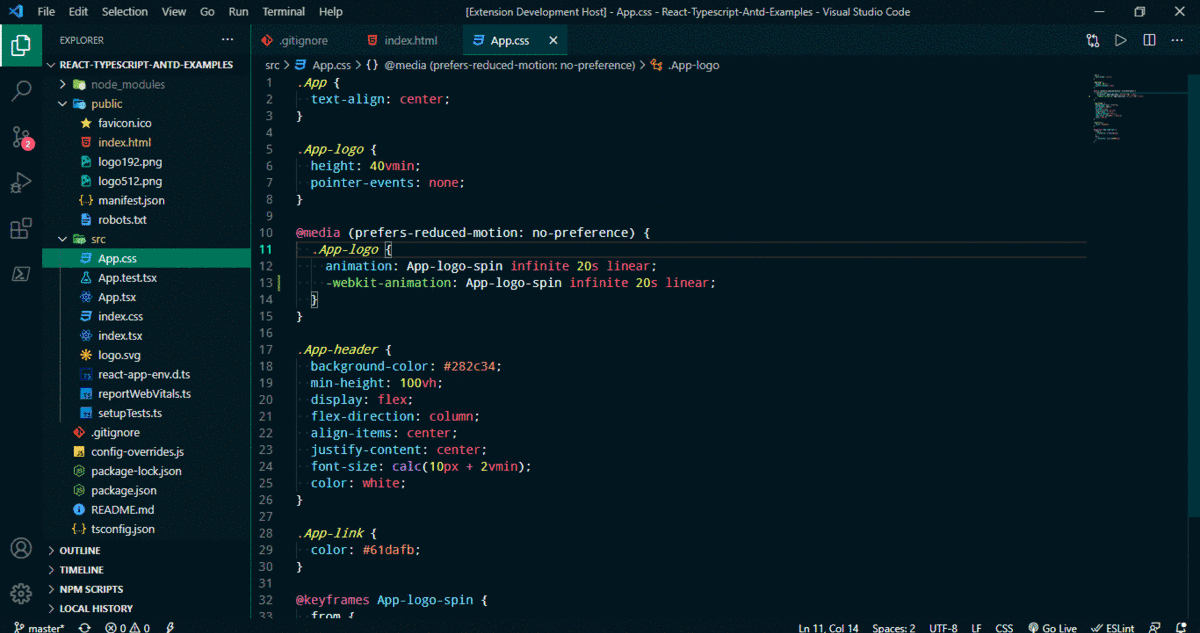 File Edit Selection View Go Run Terminal Help
[Extension Development Host] - App.css - React-Typescript-Antd-Examples - Visual Studio Code
EXPLORER ···
REACT-TYPESCRIPT-ANTD-EXAMPLES
node_modules
public
favicon.ico
index.html
logo192.png
logo512.png
manifest.json
robots.txt
src
App.css
App.test.tsx
App.tsx
index.css
index.tsx
logo.svg
react-app-env.d.ts
reportWebVitals.ts
setupTests.ts
.gitignore
config-overrides.js
package-lock.json
package.json
README.md
tsconfig.json
OUTLINE
TIMELINE
NPM SCRIPTS
LOCAL HISTORY
2
.gitignore index.html App.css
src > App.css > {} @media (prefers-reduced-motion: no-preference) > .App-logo
1 .App {
2 text-align: center;
3 }
4
5 .App-logo {
6 height: 40vmin;
7 pointer-events: none;
8 }
9
10 @media (prefers-reduced-motion: no-preference) {
11 .App-logo {
12 animation: App-logo-spin infinite 20s linear;
13 -webkit-animation: App-logo-spin infinite 20s linear;
14 }
15 }
16
17 .App-header {
18 background-color: #282c34;
19 min-height: 100vh;
20 display: flex;
21 flex-direction: column;
22 align-items: center;
23 justify-content: center;
24 font-size: calc(10px + 2vmin);
25 color: white;
26 }
27
28 .App-link {
29 color: #61dafb;
30 }
31
32 @keyframes App-logo-spin {
33 from {
master* 0 0 Ln 11, Col 14 Spaces: 2 UTF-8 LF CSS Go Live ESLint